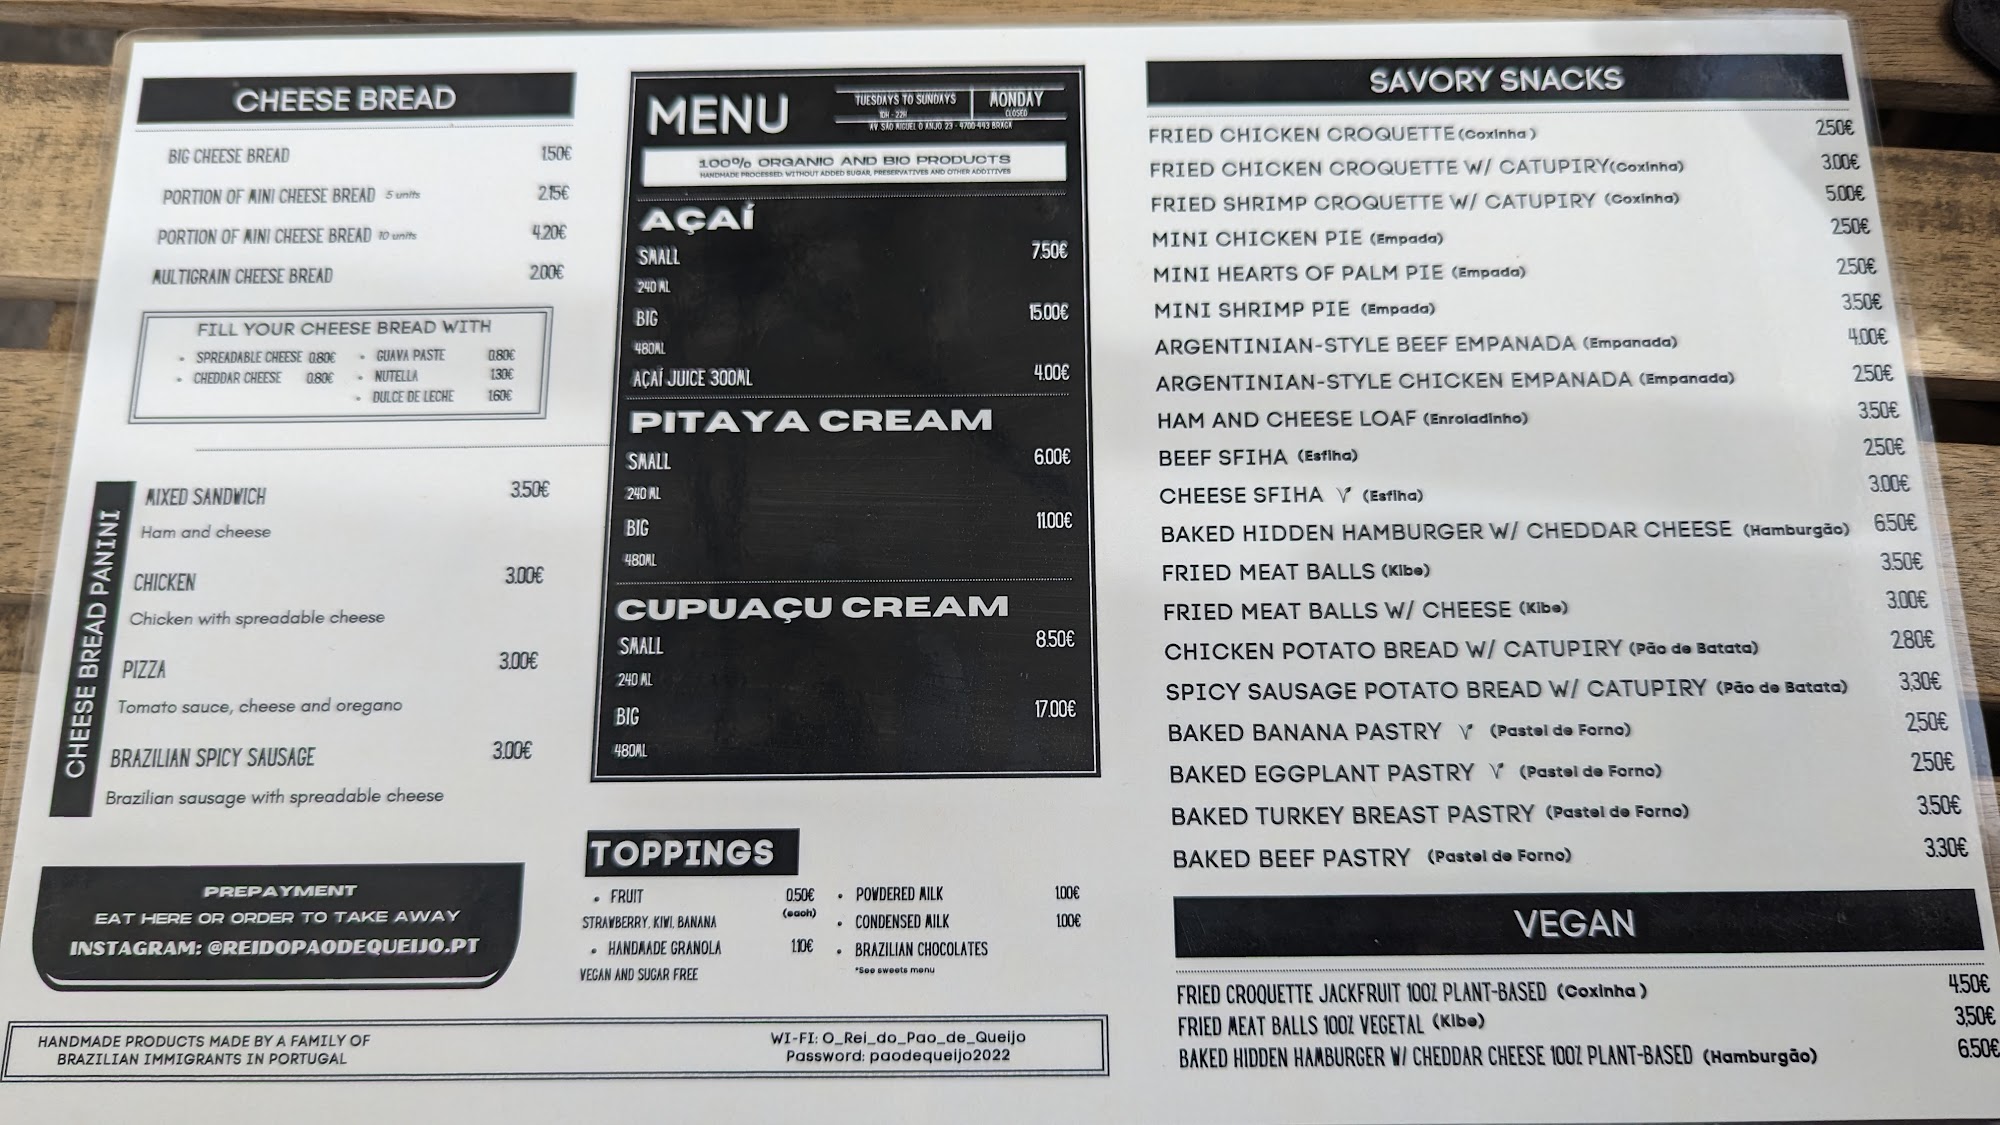 CHEESE BREAD
BIG CHEESE BREAD 1.50€
PORTION OF MINI CHEESE BREAD 5 units 2.15€
PORTION OF MINI CHEESE BREAD 10 units 4.20€
MULTIGRAIN CHEESE BREAD 2.00€
FILL YOUR CHEESE BREAD WITH
• SPREADABLE CHEESE 0.80€
• CHEDDAR CHEESE 0.80€
• GUAVA PASTE 0.80€
• NUTELLA 1.30€
• DULCE DE LECHE 1.60€
CHEESE BREAD PANINI
MIXED SANDWICH 3.50€
Ham and cheese
CHICKEN 3.00€
Chicken with spreadable cheese
PIZZA 3.00€
Tomato sauce, cheese and oregano
BRAZILIAN SPICY SAUSAGE 3.00€
Brazilian sausage with spreadable cheese
PREPAYMENT
EAT HERE OR ORDER TO TAKE AWAY
INSTAGRAM: @REIDOPAODEQUEIJO.PT
MENU
TUESDAYS TO SUNDAYS
10H - 22H
MONDAY
CLOSED
AV. SÃO MIGUEL O ANJO, 23 - 4700-443 BRAGA
100% ORGANIC AND BIO PRODUCTS
HANDMADE PROCESSED WITHOUT ADDED SUGAR, PRESERVATIVES AND OTHER ADDITIVES
AÇAÍ
SMALL 7.50€
240 ML
BIG 15.00€
480ML
AÇAÍ JUICE 300ML 4.00€
PITAYA CREAM
SMALL 6.00€
240 ML
BIG 11.00€
480ML
CUPUAÇU CREAM
SMALL 8.50€
240 ML
BIG 17.00€
480ML
TOPPINGS
• FRUIT 0.50€
(each)
STRAWBERRY, KIWI, BANANA
• HANDMADE GRANOLA 1.10€
VEGAN AND SUGAR FREE
• POWDERED MILK 1.00€
• CONDENSED MILK 1.00€
• BRAZILIAN CHOCOLATES
*See sweets menu
HANDMADE PRODUCTS MADE BY A FAMILY OF
BRAZILIAN IMMIGRANTS IN PORTUGAL
WI-FI: O_Rei_do_Pao_de_Queijo
Password: paodequeijo2022
SAVORY SNACKS
FRIED CHICKEN CROQUETTE (Coxinha) 2.50€
FRIED CHICKEN CROQUETTE W/ CATUPIRY (Coxinha) 3.00€
FRIED SHRIMP CROQUETTE W/ CATUPIRY (Coxinha) 5.00€
MINI CHICKEN PIE (Empada) 2.50€
MINI HEARTS OF PALM PIE (Empada) 2.50€
MINI SHRIMP PIE (Empada) 3.50€
ARGENTINIAN-STYLE BEEF EMPANADA (Empanada) 4.00€
ARGENTINIAN-STYLE CHICKEN EMPANADA (Empanada) 2.50€
HAM AND CHEESE LOAF (Enroladinho) 3.50€
BEEF SFIHA (Esfiha) 2.50€
CHEESE SFIHA (Esfiha) 3.00€
BAKED HIDDEN HAMBURGER W/ CHEDDAR CHEESE (Hamburgão) 6.50€
FRIED MEAT BALLS (Kibe) 3.50€
FRIED MEAT BALLS W/ CHEESE (Kibe) 3.00€
CHICKEN POTATO BREAD W/ CATUPIRY (Pão de Batata) 2.80€
SPICY SAUSAGE POTATO BREAD W/ CATUPIRY (Pão de Batata) 3,30€
BAKED BANANA PASTRY (Pastel de Forno) 2,50€
BAKED EGGPLANT PASTRY (Pastel de Forno) 2.50€
BAKED TURKEY BREAST PASTRY (Pastel de Forno) 3.50€
BAKED BEEF PASTRY (Pastel de Forno) 3.30€
VEGAN
FRIED CROQUETTE JACKFRUIT 100% PLANT-BASED (Coxinha) 4.50€
FRIED MEAT BALLS 100% VEGETAL (Kibe) 3,50€
BAKED HIDDEN HAMBURGER W/ CHEDDAR CHEESE 100% PLANT-BASED (Hamburgão) 6.50€